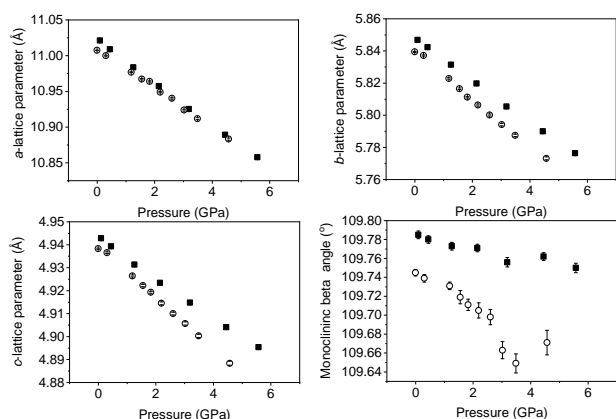 11.05
11.00
10.95
10.90
10.85
a-lattice parameter (Å)
0 2 4 6
Pressure (GPa)
5.86
5.84
5.82
5.80
5.78
5.76
b-lattice parameter (Å)
0 2 4 6
Pressure (GPa)
4.95
4.94
4.93
4.92
4.91
4.90
4.89
4.88
c-lattice parameter (Å)
0 2 4 6
Pressure (GPa)
109.80
109.78
109.76
109.74
109.72
109.70
109.68
109.66
109.64
Monoclininc beta angle (°)
0 2 4 6
Pressure (GPa)